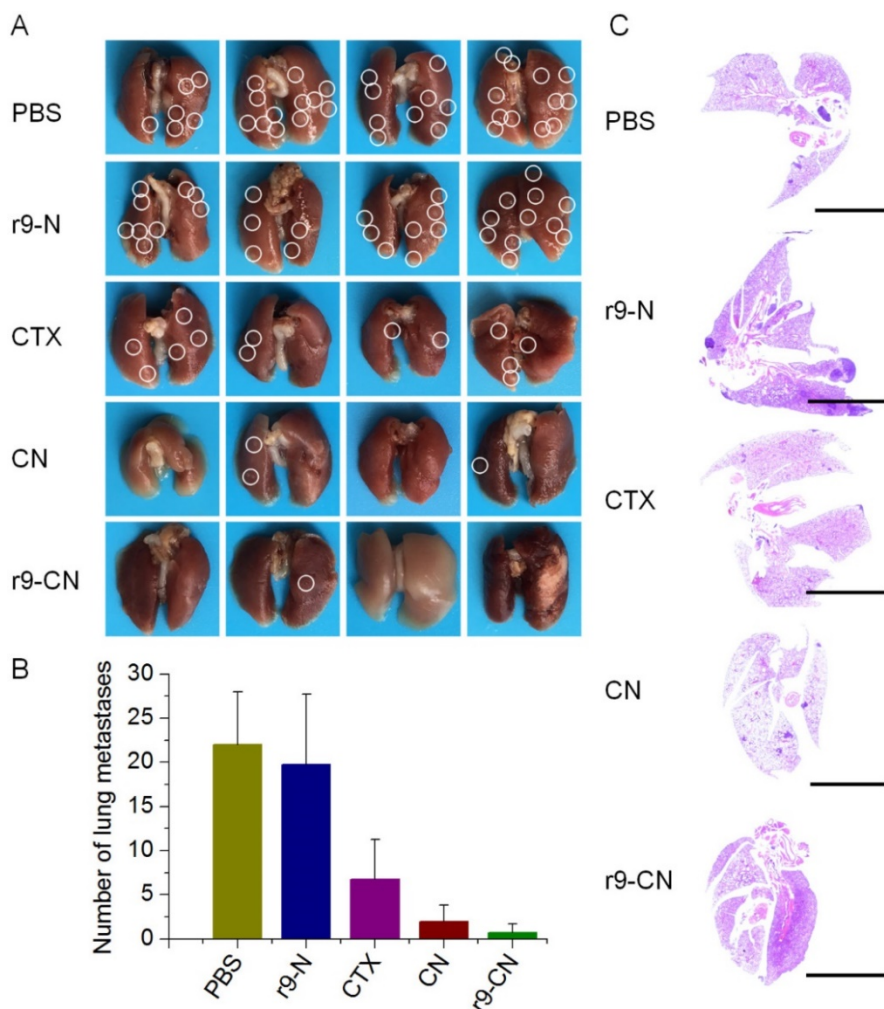 A
PBS
r9-N
CTX
CN
r9-CN
B
Number of lung metastases
30
25
20
15
10
5
0
PBS
r9-N
CTX
CN
r9-CN
C
PBS
r9-N
CTX
CN
r9-CN